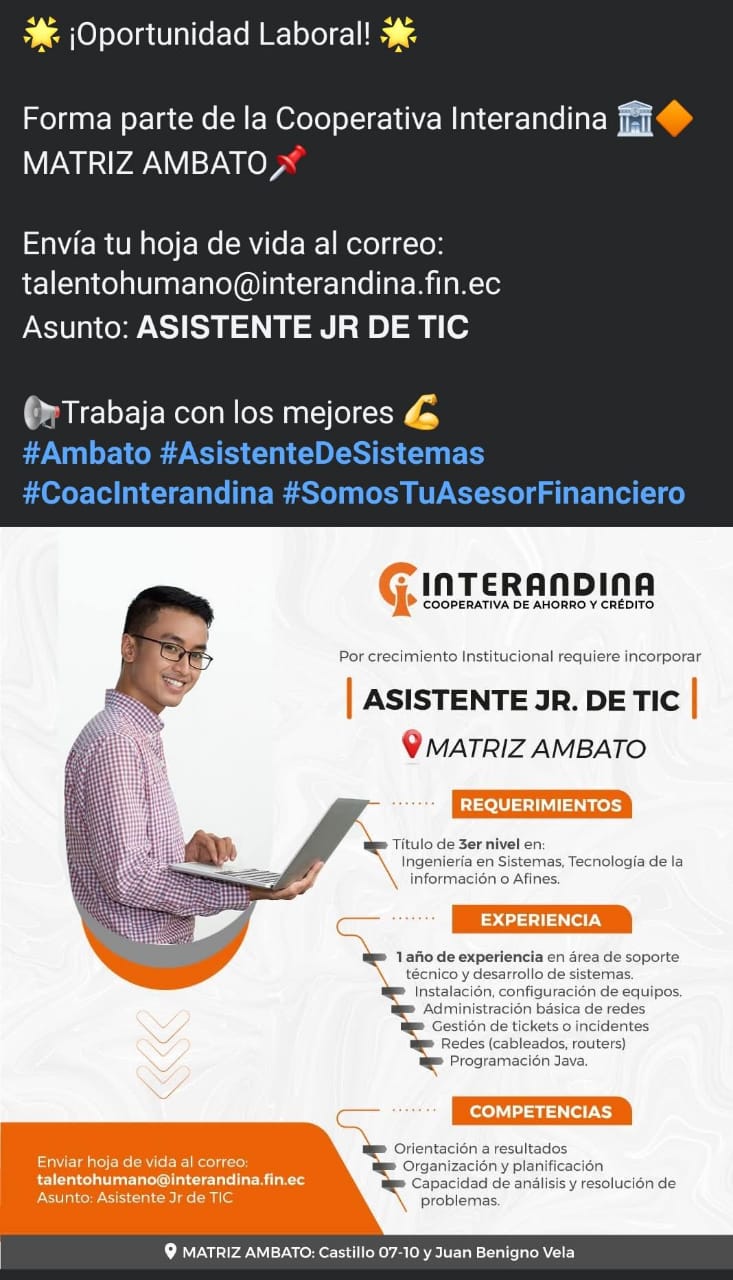 🌟 ¡Oportunidad Laboral! 🌟
Forma parte de la Cooperativa Interandina 🏦🔶
MATRIZ AMBATO📌
Envía tu hoja de vida al correo:
talentohumano@interandina.fin.ec
Asunto: ASISTENTE JR DE TIC
📢Trabaja con los mejores 💪
#Ambato #AsistenteDeSistemas
#CoacInterandina #SomosTuAsesorFinanciero
INTERANDINA
COOPERATIVA DE AHORRO Y CRÉDITO
Por crecimiento Institucional requiere incorporar
ASISTENTE JR. DE TIC
MATRIZ AMBATO
REQUERIMIENTOS
Título de 3er nivel en:
Ingeniería en Sistemas, Tecnología de la
información o Afines.
EXPERIENCIA
1 año de experiencia en área de soporte
técnico y desarrollo de sistemas.
Instalación, configuración de equipos.
Administración básica de redes
Gestión de tickets o incidentes
Redes (cableados, routers)
Programación Java.
COMPETENCIAS
Orientación a resultados
Organización y planificación
Capacidad de análisis y resolución de
problemas.
Enviar hoja de vida al correo:
talentohumano@interandina.fin.ec
Asunto: Asistente Jr de TIC
MATRIZ AMBATO: Castillo 07-10 y Juan Benigno Vela